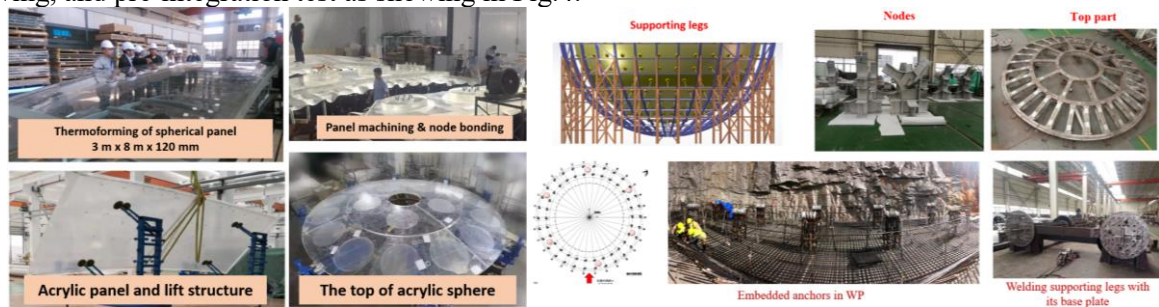 Thermoforming of spherical panel
3 m x 8 m x 120 mm
Panel machining & node bonding
Acrylic panel and lift structure
The top of acrylic sphere
Supporting legs
Nodes
Top part
Embedded anchors in WP
Welding supporting legs with
its base plate